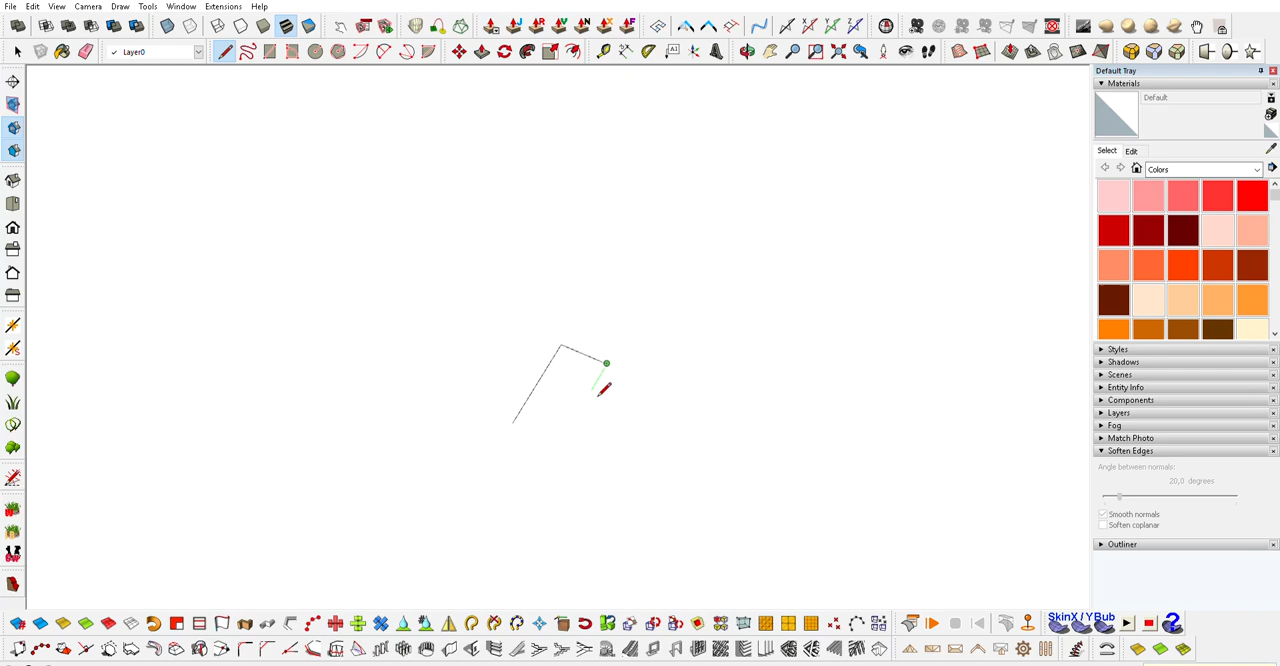 File Edit View Camera Draw Tools Window Extensions Help
J R V N X F
X Y Z
Layer0
A1
Default Tray
Materials
Default
Select Edit
Colors
Styles
Shadows
Scenes
Entity Info
Components
Layers
Fog
Match Photo
Soften Edges
Angle between normals:
20,0 degrees
Smooth normals
Soften coplanar
Outliner
SkinX / YBub